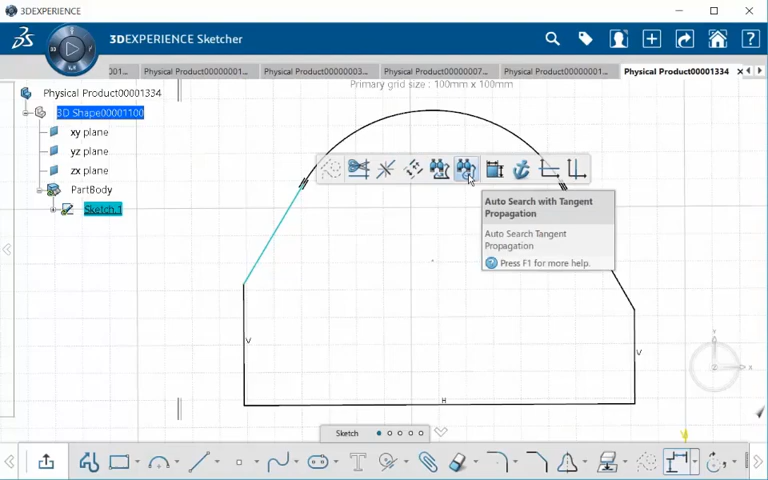 3DEXPERIENCE
3DEXPERIENCE Sketcher
001...
Physical Product00000001...
Physical Product00000003...
Physical Product00000007...
Physical Product00000001...
Physical Product00001334
Primary grid size : 100mm x 100mm
Physical Product00001334
3D Shape00001100
xy plane
yz plane
zx plane
PartBody
Sketch.1
Auto Search with Tangent
Propagation
Auto Search Tangent
Propagation
Press F1 for more help.
V
V
H
x
Sketch